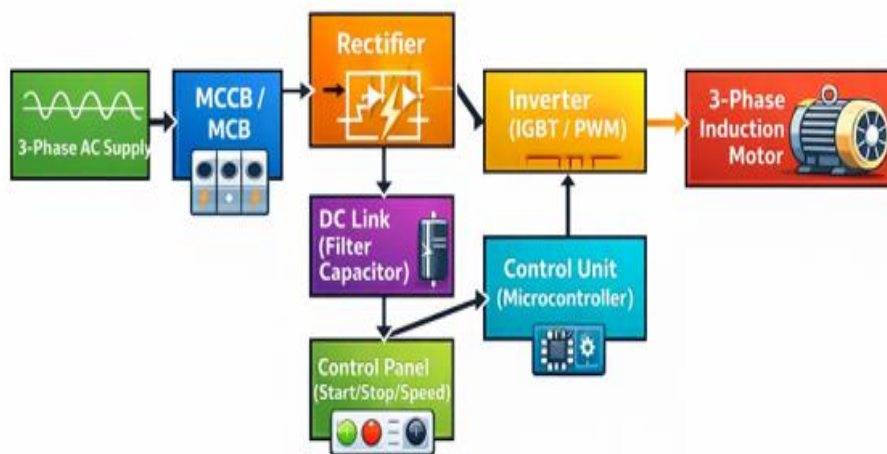 3-Phase AC Supply
MCCB /
MCB
Rectifier
Inverter
(IGBT / PWM)
3-Phase
Induction
Motor
DC Link
(Filter
Capacitor)
Control Unit
(Microcontroller)
Control Panel
(Start/Stop/Speed)